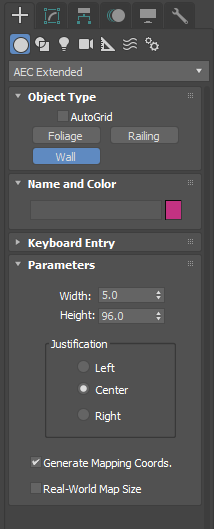 AEC Extended
Object Type
AutoGrid
Foliage Railing
Wall
Name and Color
Keyboard Entry
Parameters
Width: 5.0
Height: 96.0
Justification
Left
Center
Right
Generate Mapping Coords.
Real-World Map Size